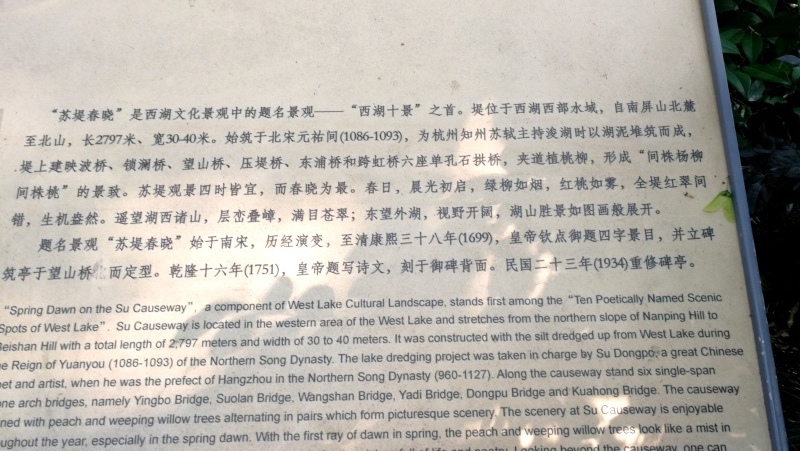 “苏堤春晓”是西湖文化景观中的题名景观——“西湖十景”之首。堤位于西湖西部水域，自南屏山北麓
至北山，长2797米、宽30-40米。始筑于北宋元祐间(1086-1093)，为杭州知州苏轼主持浚湖时以湖泥堆筑而成，
堤上建映波桥、锁澜桥、望山桥、压堤桥、东浦桥和跨虹桥六座单孔石拱桥，夹道植桃柳，形成“间株杨柳
间株桃”的景致。苏堤观景四时皆宜，而春晓为最。春日，晨光初启，绿柳如烟，红桃如雾，全堤红翠间
错，生机盎然。遥望湖西诸山，层峦叠嶂，满目苍翠；东望外湖，视野开阔，湖山胜景如图画般展开。
题名景观“苏堤春晓”始于南宋，历经演变，至清康熙三十八年(1699)，皇帝钦点御题四字景目，并立碑
筑亭于望山桥 而定型。乾隆十六年(1751)，皇帝题写诗文，刻于御碑背面。民国二十三年(1934)重修碑亭。
“Spring Dawn on the Su Causeway”, a component of West Lake Cultural Landscape, stands first among the “Ten Poetically Named Scenic
Spots of West Lake”. Su Causeway is located in the western area of the West Lake and stretches from the northern slope of Nanping Hill to
Beishan Hill with a total length of 2,797 meters and width of 30 to 40 meters. It was constructed with the silt dredged up from West Lake during
he Reign of Yuanyou (1086-1093) of the Northern Song Dynasty. The lake dredging project was taken in charge by Su Dongpo, a great Chinese
et and artist, when he was the prefect of Hangzhou in the Northern Song Dynasty (960-1127). Along the causeway stand six single-span
ne arch bridges, namely Yingbo Bridge, Suolan Bridge, Wangshan Bridge, Yadi Bridge, Dongpu Bridge and Kuahong Bridge. The causeway
ned with peach and weeping willow trees alternating in pairs which form picturesque scenery. The scenery at Su Causeway is enjoyable
ughout the year, especially in the spring dawn. With the first ray of dawn in spring, the peach and weeping willow trees look like a mist in
full of life and poetry. Looking beyond the causeway, one can